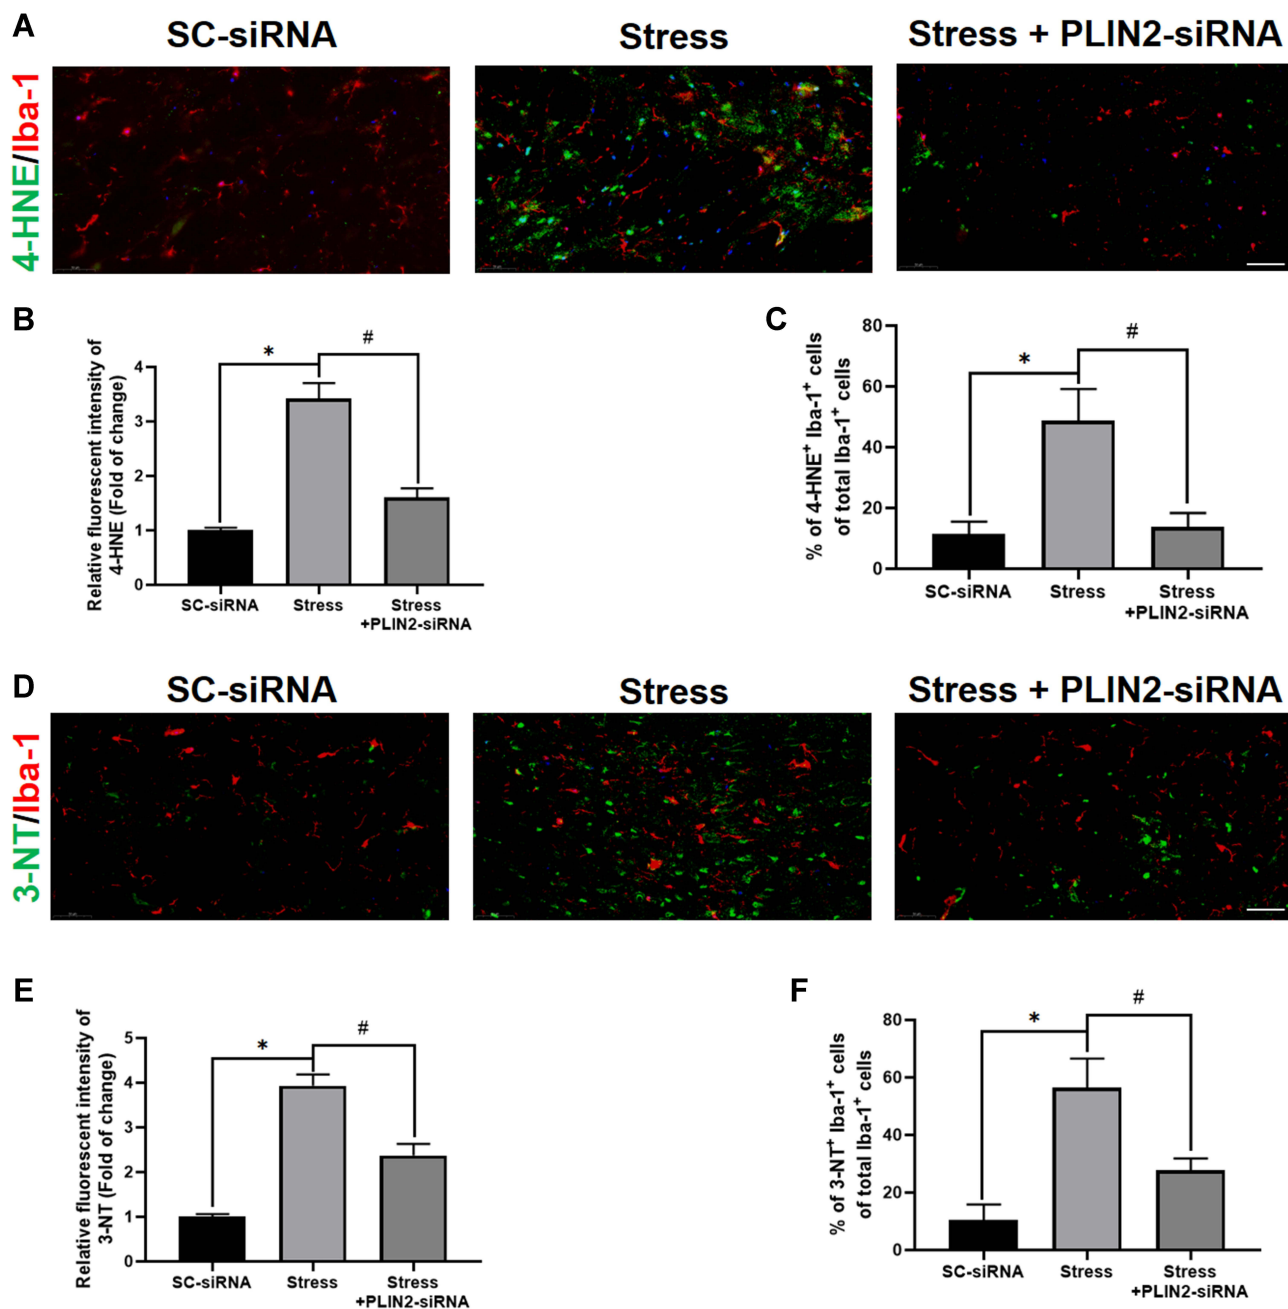 A
SC-siRNA
Stress
Stress + PLIN2-siRNA
4-HNE/Iba-1
B
Relative fluorescent intensity of
4-HNE (Fold of change)
4
3
2
1
0
*
#
SC-siRNA
Stress
Stress
+PLIN2-siRNA
C
% of 4-HNE⁺ Iba-1⁺ cells
of total Iba-1⁺ cells
80
60
40
20
0
*
#
SC-siRNA
Stress
Stress
+PLIN2-siRNA
D
SC-siRNA
Stress
Stress + PLIN2-siRNA
3-NT/Iba-1
E
Relative fluorescent intensity of
3-NT (Fold of change)
5
4
3
2
1
0
*
#
SC-siRNA
Stress
Stress
+PLIN2-siRNA
F
% of 3-NT⁺ Iba-1⁺ cells
of total Iba-1⁺ cells
80
60
40
20
0
*
#
SC-siRNA
Stress
Stress
+PLIN2-siRNA